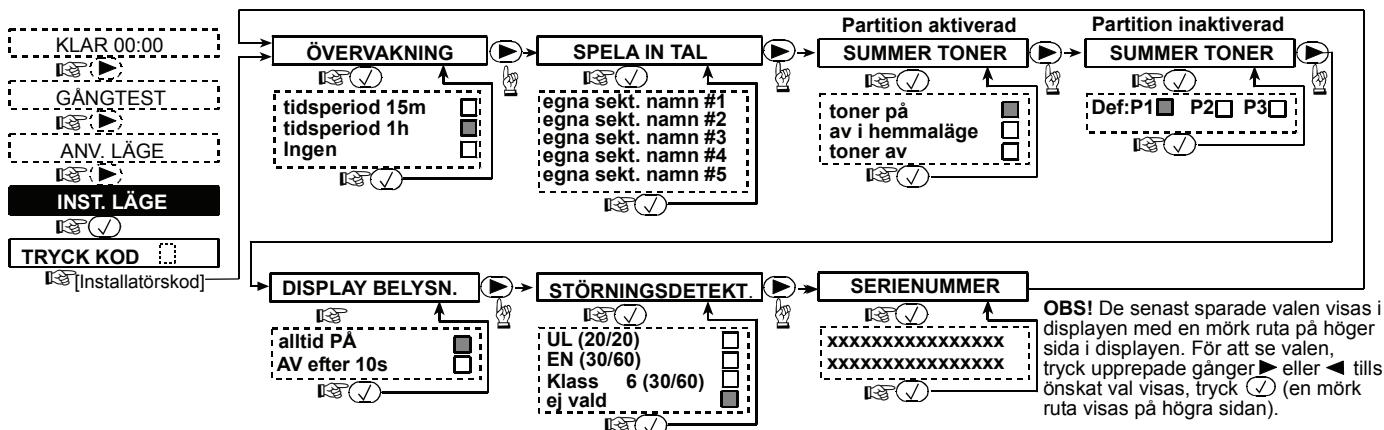 KLAR 00:00
GÅNGTEST
ANV. LÄGE
INST. LÄGE
TRYCK KOD
[Installatörskod]
ÖVERVAKNING
tidsperiod 15m
tidsperiod 1h
Ingen
SPELA IN TAL
egna sekt. namn #1
egna sekt. namn #2
egna sekt. namn #3
egna sekt. namn #4
egna sekt. namn #5
Partition aktiverad
SUMMER TONER
toner på
av i hemmaläge
toner av
Partition inaktiverad
SUMMER TONER
Def:P1 P2 P3
DISPLAY BELYSN.
alltid PÅ
AV efter 10s
STÖRNINGSDETEKT.
UL (20/20)
EN (30/60)
Klass 6 (30/60)
ej vald
SERIENUMMER
xxxxxxxxxxxxxxxx
xxxxxxxxxxxxxxxx
OBS! De senast sparade valen visas i
displayen med en mörk ruta på höger
sida i displayen. För att se valen,
tryck upprepade gånger ▶ eller ◀ tills
önskat val visas, tryck ✓ (en mörk
ruta visas på högra sidan).